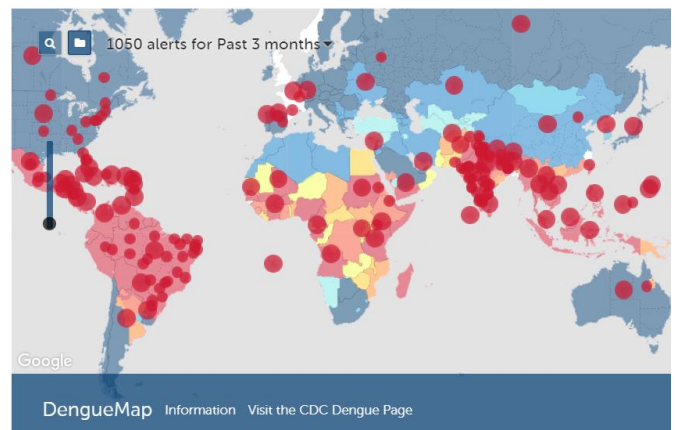 1050 alerts for Past 3 months
Google
DengueMap Information Visit the CDC Dengue Page